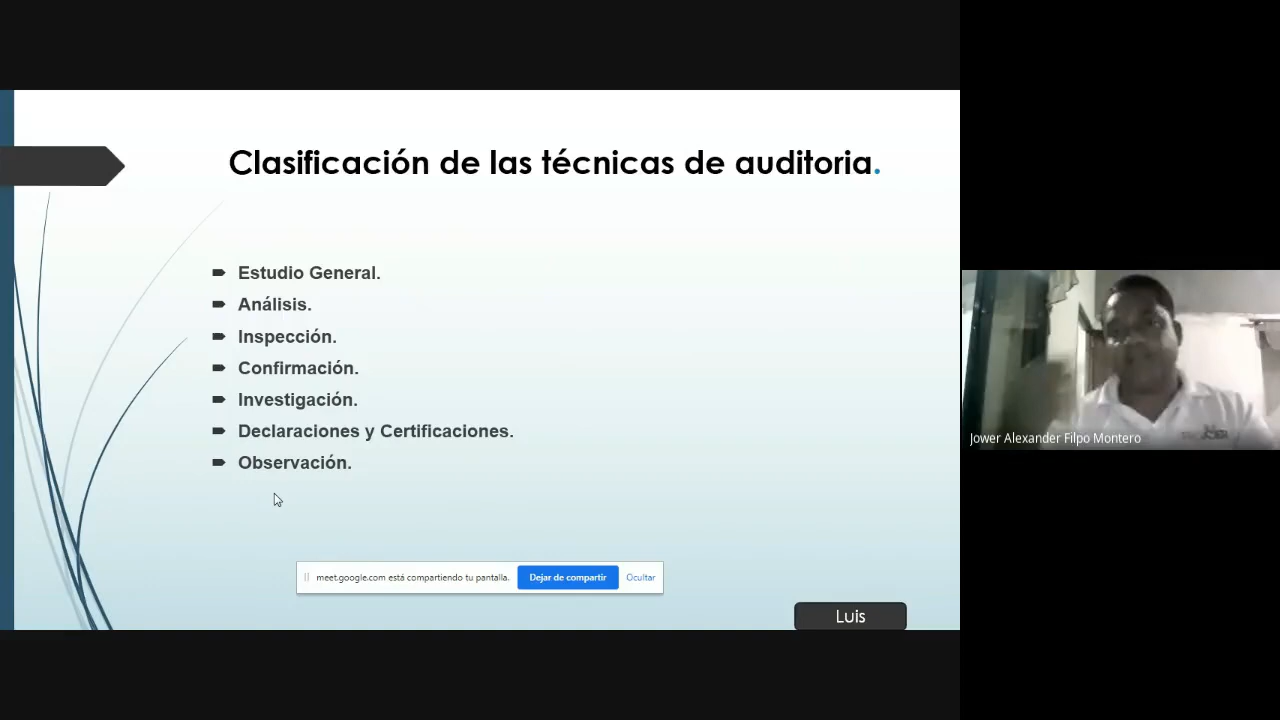 Clasificación de las técnicas de auditoria.
Estudio General.
Análisis.
Inspección.
Confirmación.
Investigación.
Declaraciones y Certificaciones.
Observación.
meet.google.com está compartiendo tu pantalla. Dejar de compartir Ocultar
Luis
Jower Alexander Filpo Montero